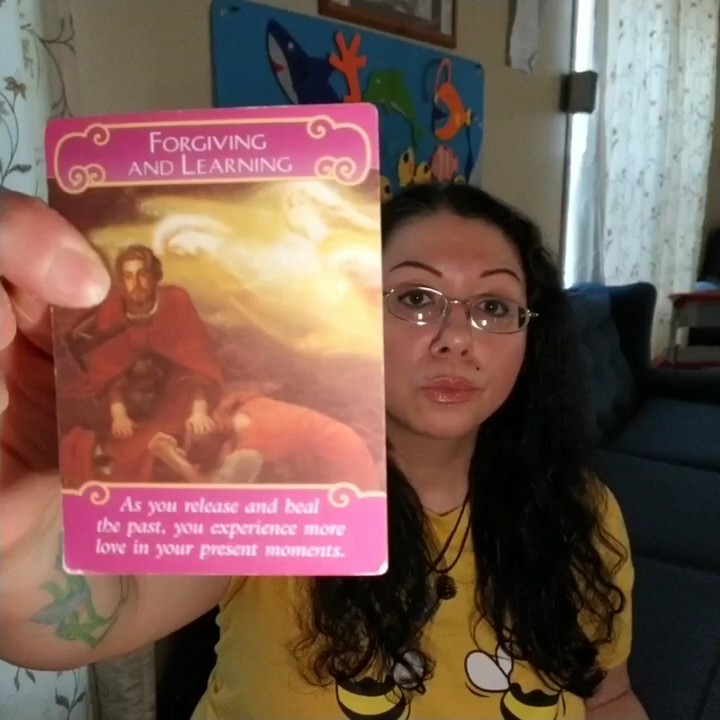 FORGIVING
AND LEARNING
As you release and heal
the past, you experience more
love in your present moments.